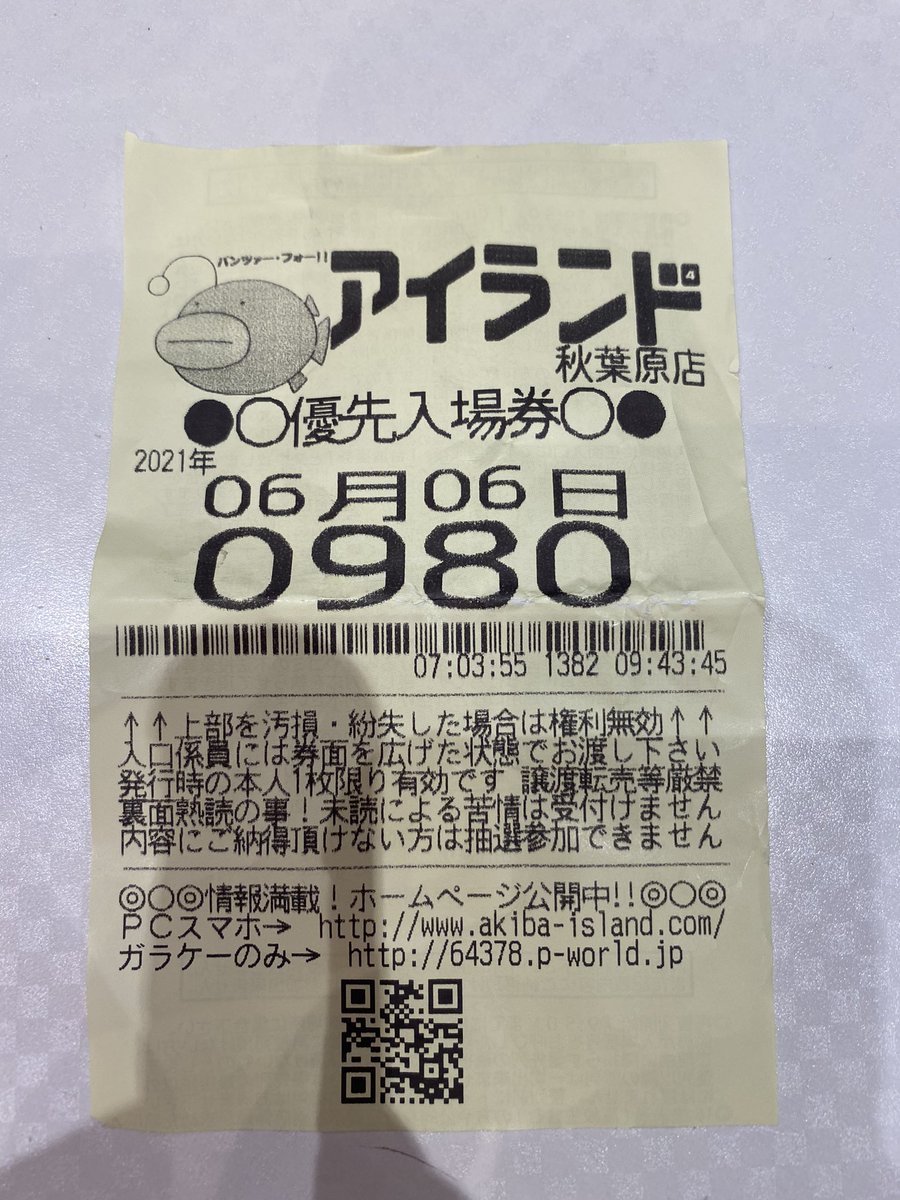 パンツァー・フォー!!
アイランド
4
秋葉原店
●○優先入場券○●
2021年
06月06日
0980
07:03:55 1382 09:43:45
↑↑上部を汚損・紛失した場合は権利無効↑↑
入口係員には券面を広げた状態でお渡し下さい
発行時の本人1枚限り有効です 譲渡転売等厳禁
裏面熟読の事！未読による苦情は受付けません
内容にご納得頂けない方は抽選参加できません
◎○◎情報満載！ホームページ公開中!!◎○◎
ＰＣスマホ→ http://www.akiba-island.com/
ガラケーのみ→ http://64378.p-world.jp